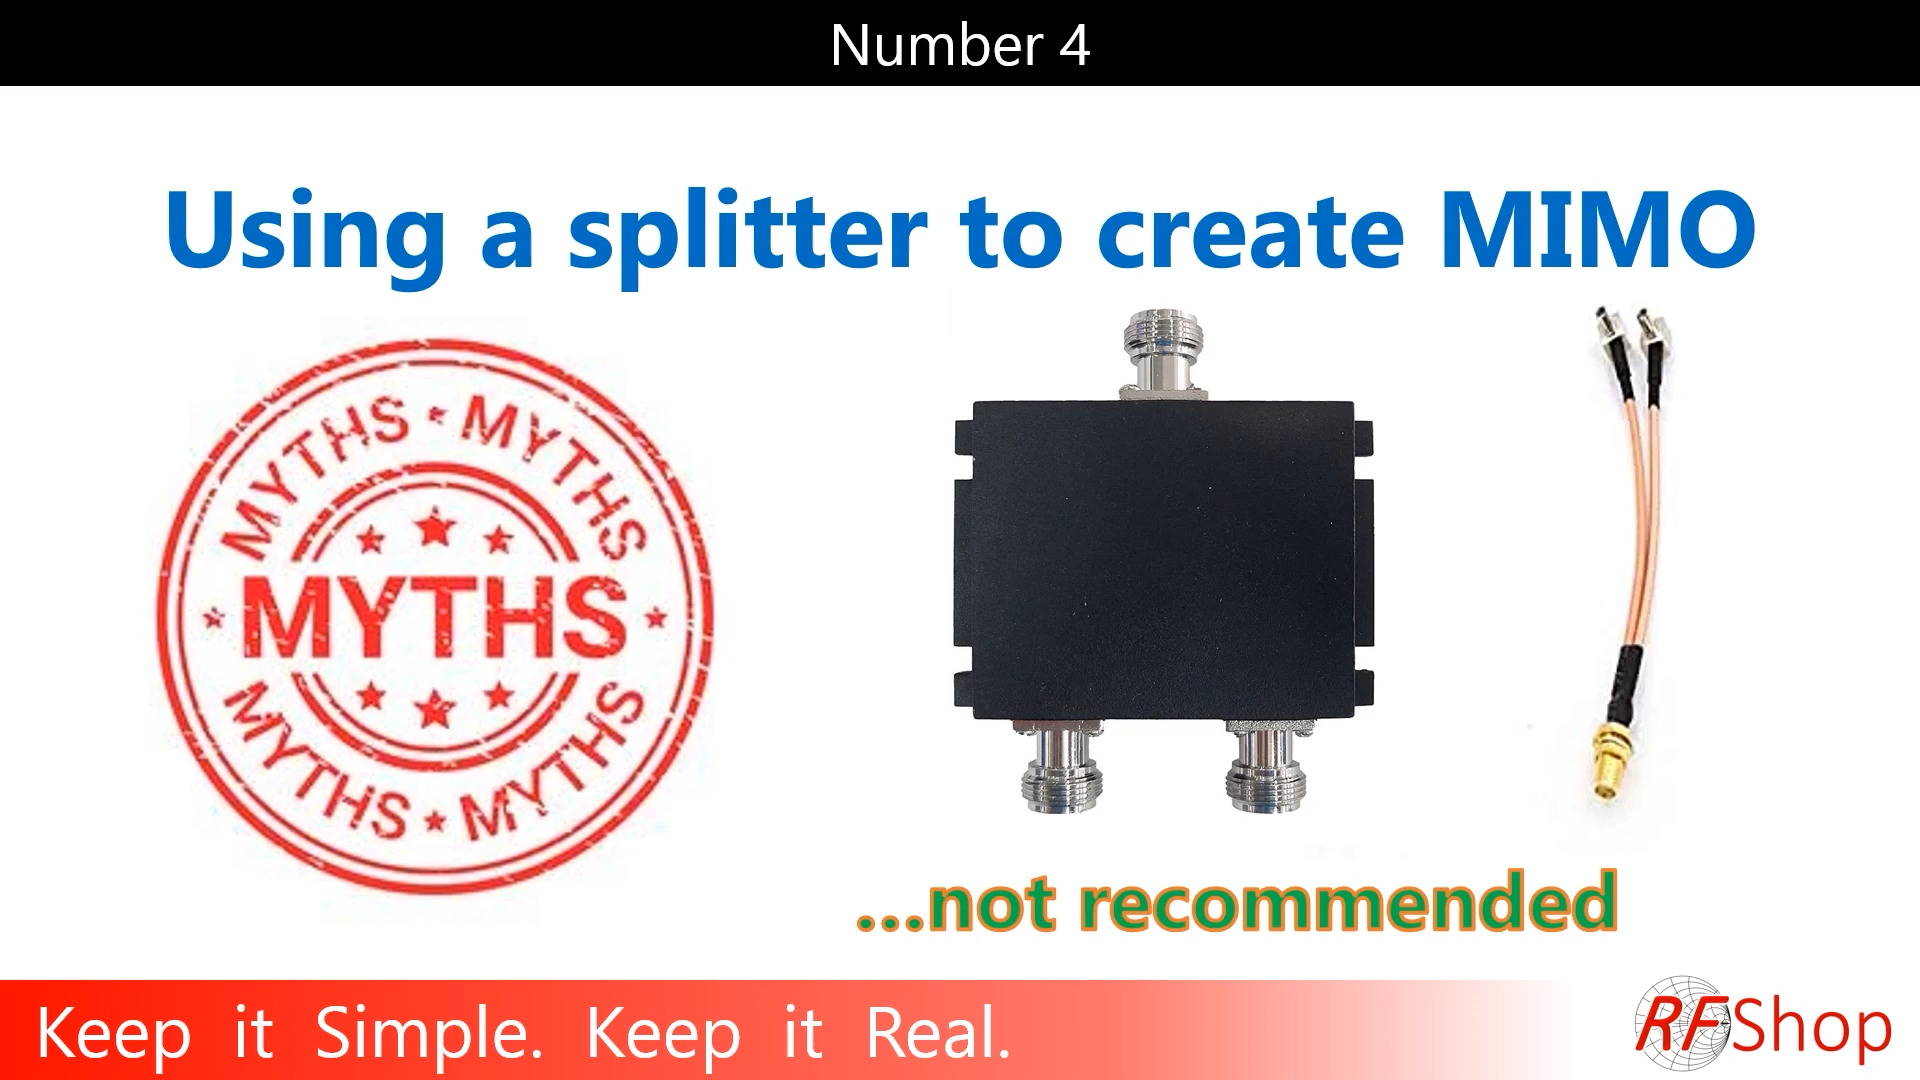 Number 4
Using a splitter to create MIMO
MYTHS ★ MYTHS
★ ★ ★
★ MYTHS ★
★ ★ ★
MYTHS ★ MYTHS
...not recommended
Keep it Simple. Keep it Real.
RFShop